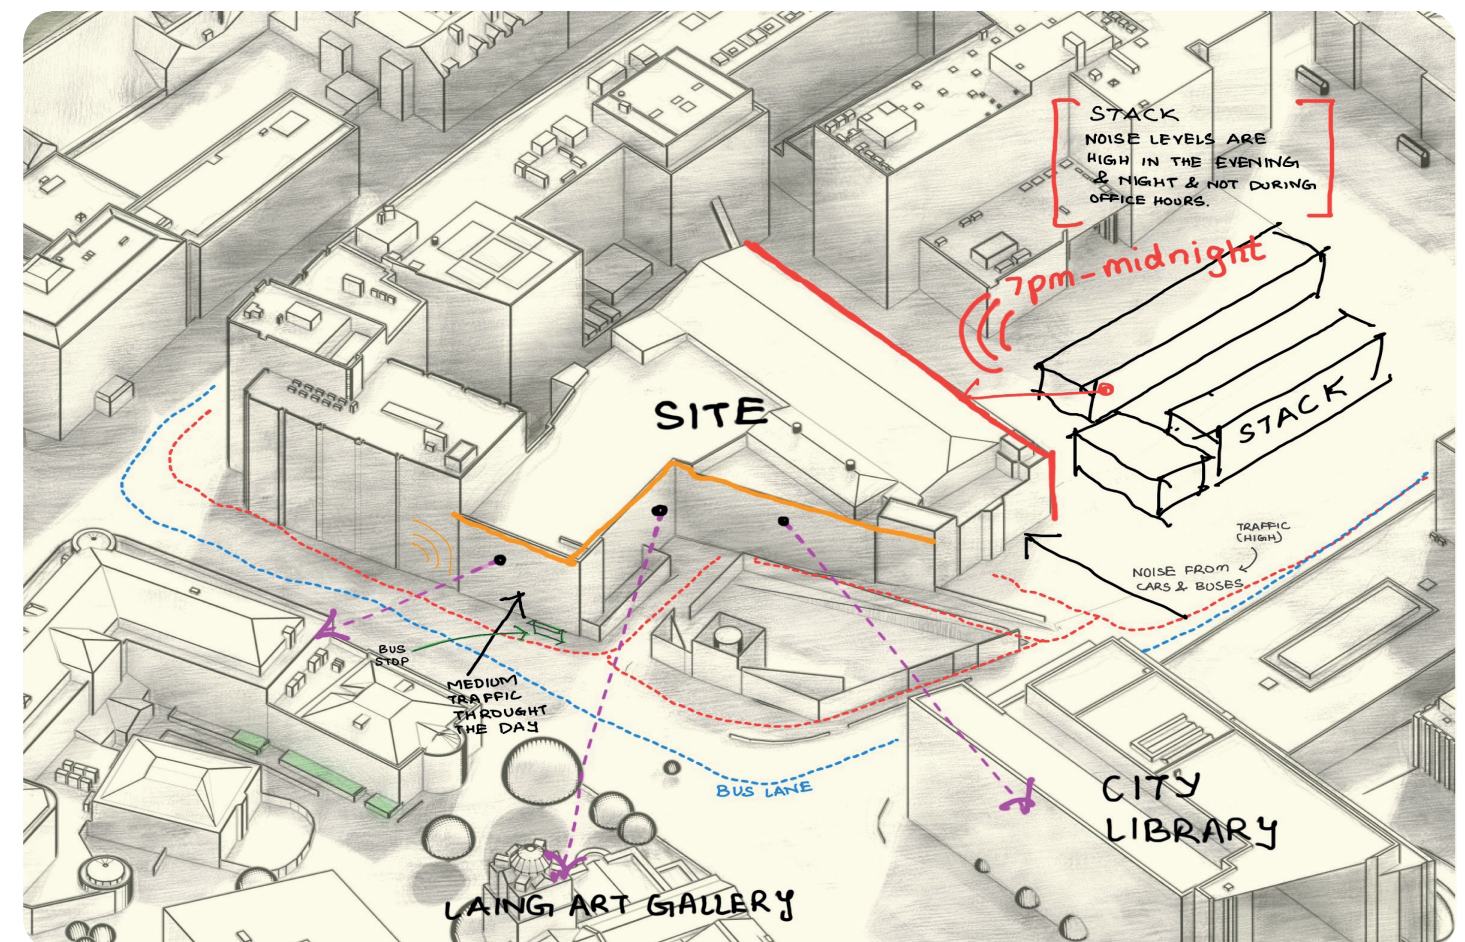 STACK
NOISE LEVELS ARE
HIGH IN THE EVENING
& NIGHT & NOT DURING
OFFICE HOURS.
7pm-midnight
SITE
STACK
TRAFFIC
(HIGH)
NOISE FROM
CARS & BUSES
BUS
STOP
MEDIUM
TRAFFIC
THROUGHT
THE DAY
BUS LANE
CITY
LIBRARY
LAING ART GALLERY